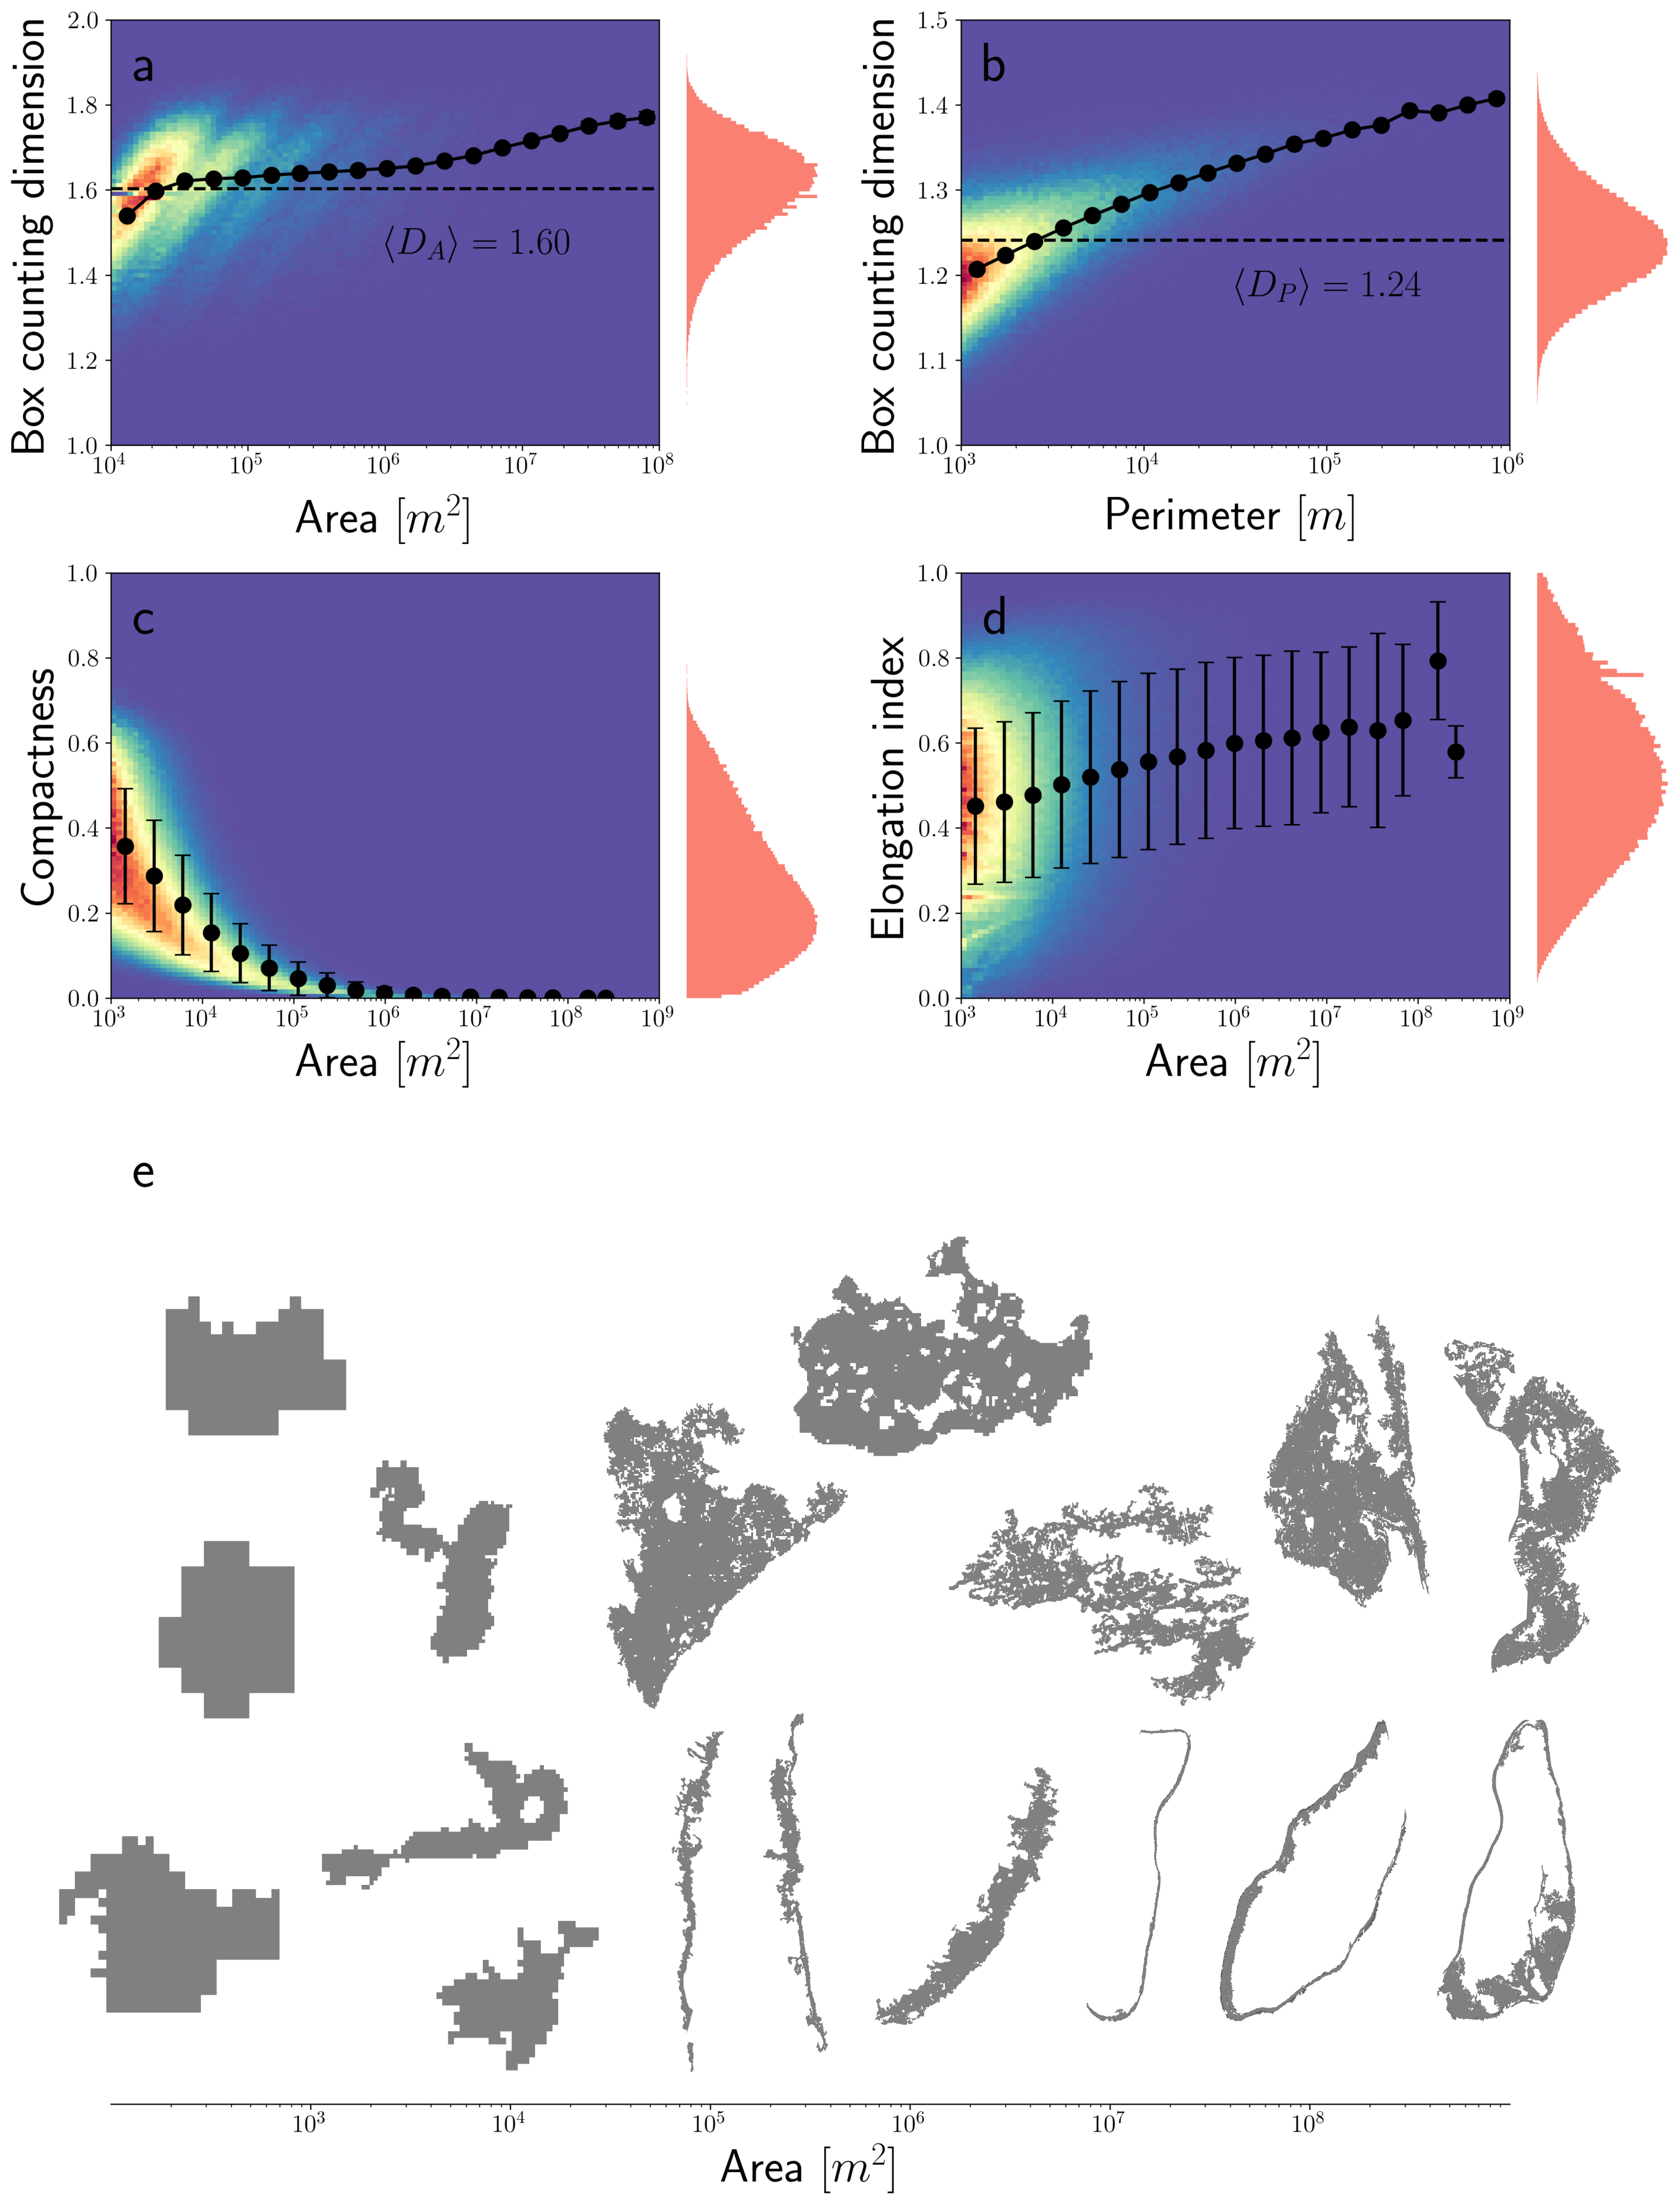 a
Box counting dimension
2.0
1.8
1.6
1.4
1.2
1.0
⟨D_A⟩ = 1.60
10^4 10^5 10^6 10^7 10^8
Area [m^2]
b
Box counting dimension
1.5
1.4
1.3
1.2
1.1
1.0
⟨D_P⟩ = 1.24
10^3 10^4 10^5 10^6
Perimeter [m]
c
Compactness
1.0
0.8
0.6
0.4
0.2
0.0
10^3 10^4 10^5 10^6 10^7 10^8 10^9
Area [m^2]
d
Elongation index
1.0
0.8
0.6
0.4
0.2
0.0
10^3 10^4 10^5 10^6 10^7 10^8 10^9
Area [m^2]
e
10^3 10^4 10^5 10^6 10^7 10^8
Area [m^2]